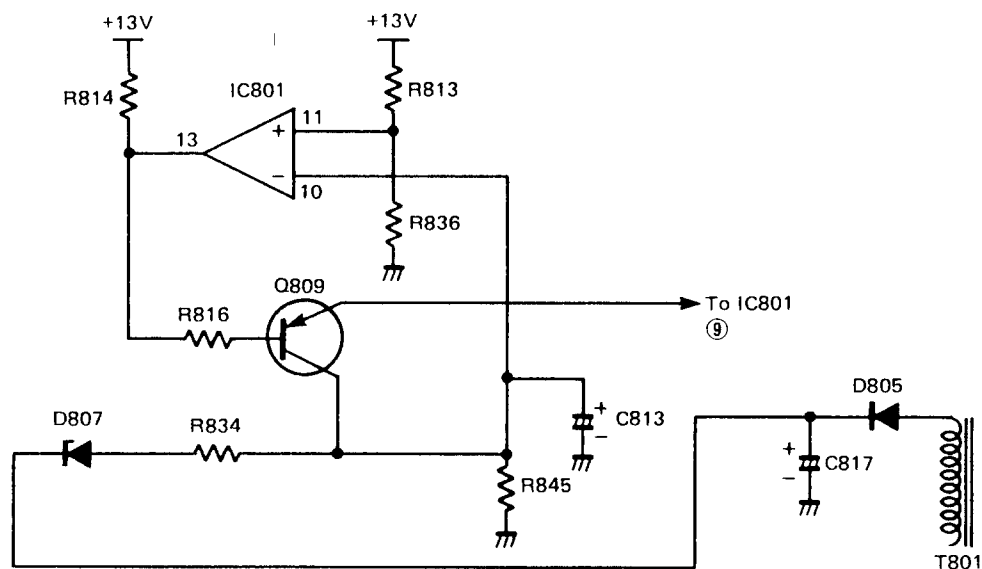 +13V
+13V
R814
IC801
R813
13
+
11
−
10
R836
Q809
R816
To IC801
⑨
D807
R834
+
−
C813
D805
R845
+
−
C817
T801